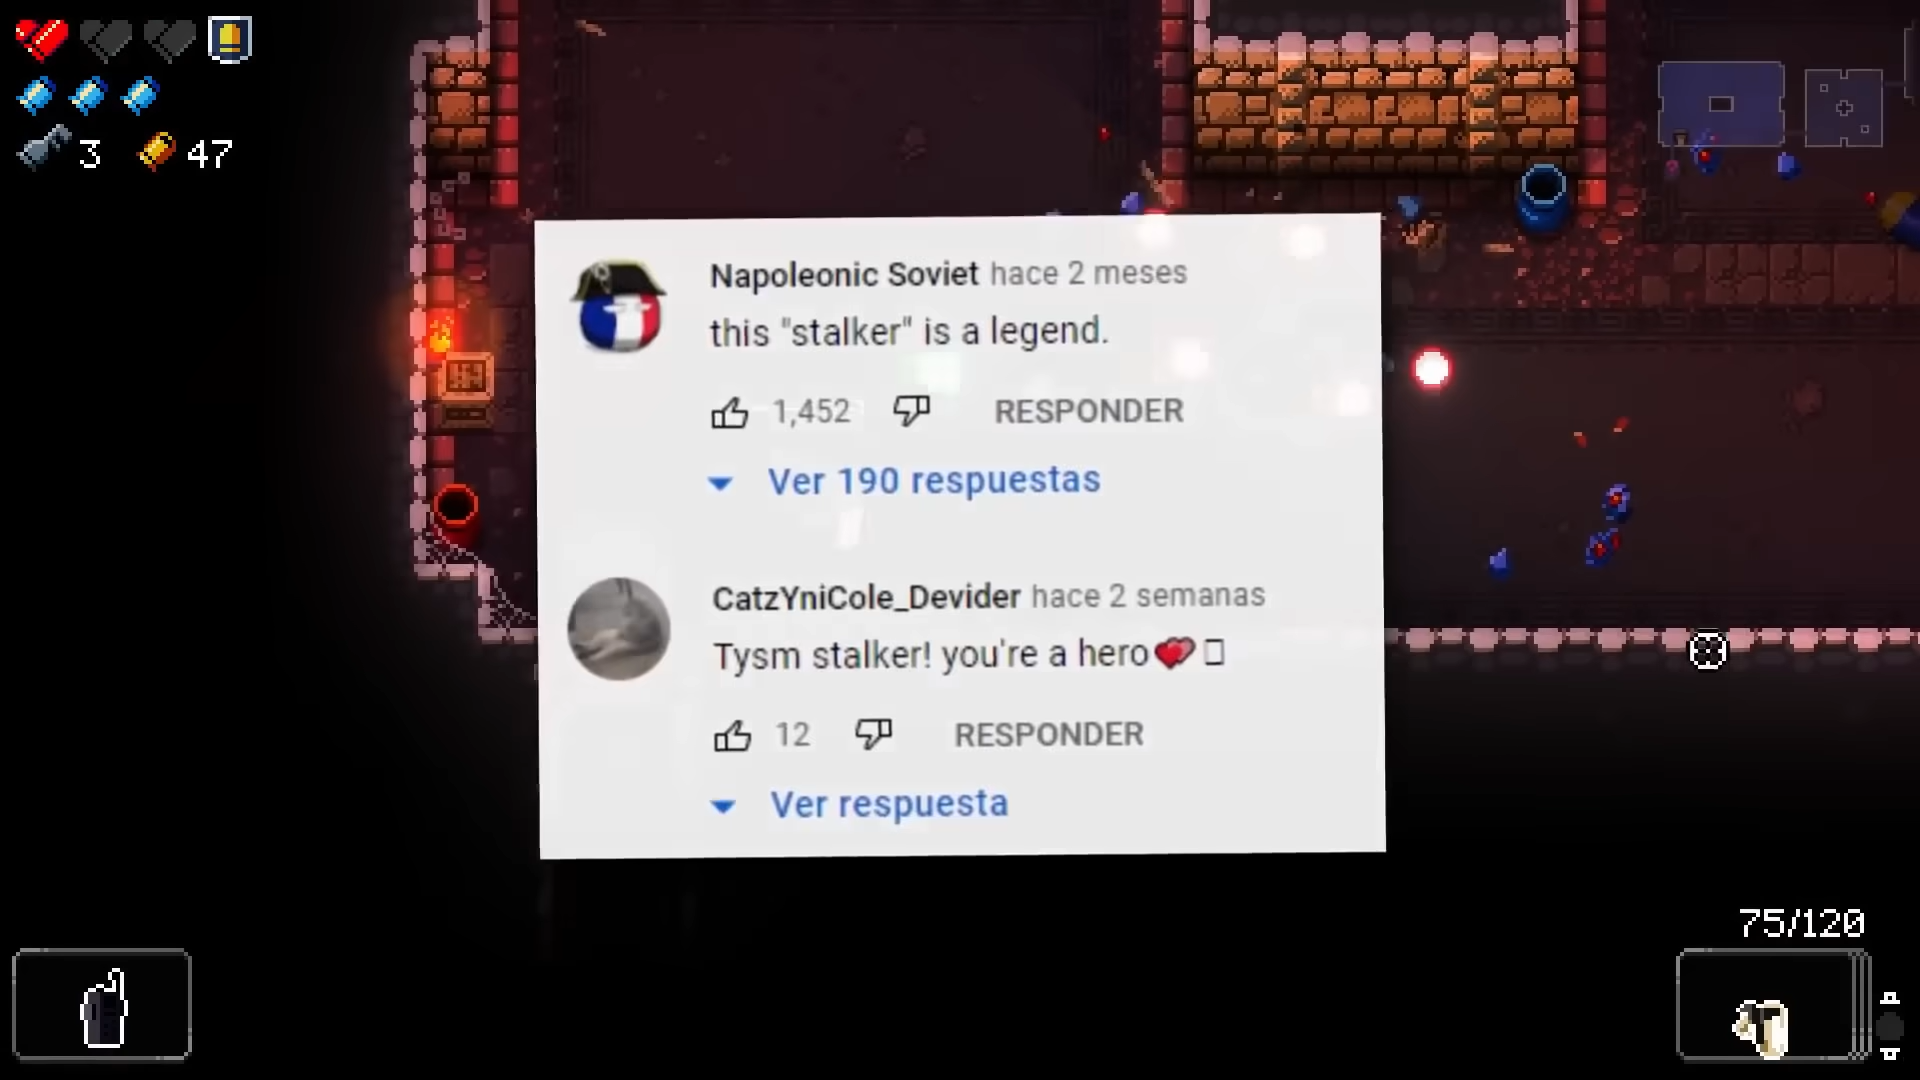 3 47
Napoleonic Soviet hace 2 meses
this "stalker" is a legend.
1,452 RESPONDER
Ver 190 respuestas
CatzYniCole_Devider hace 2 semanas
Tysm stalker! you're a hero💕
12 RESPONDER
Ver respuesta
75/120